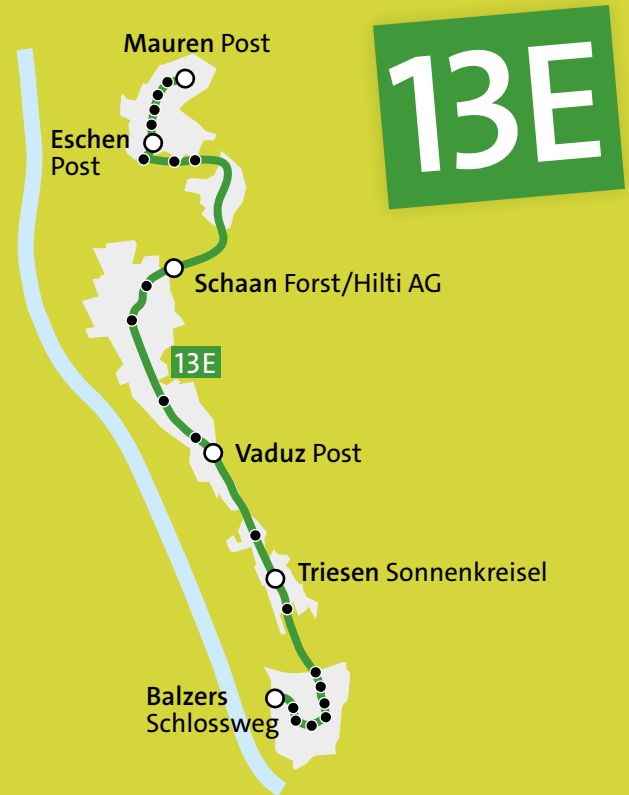 13E
Mauren Post
Eschen
Post
Schaan Forst/Hilti AG
13E
Vaduz Post
Triesen Sonnenkreisel
Balzers
Schlossweg